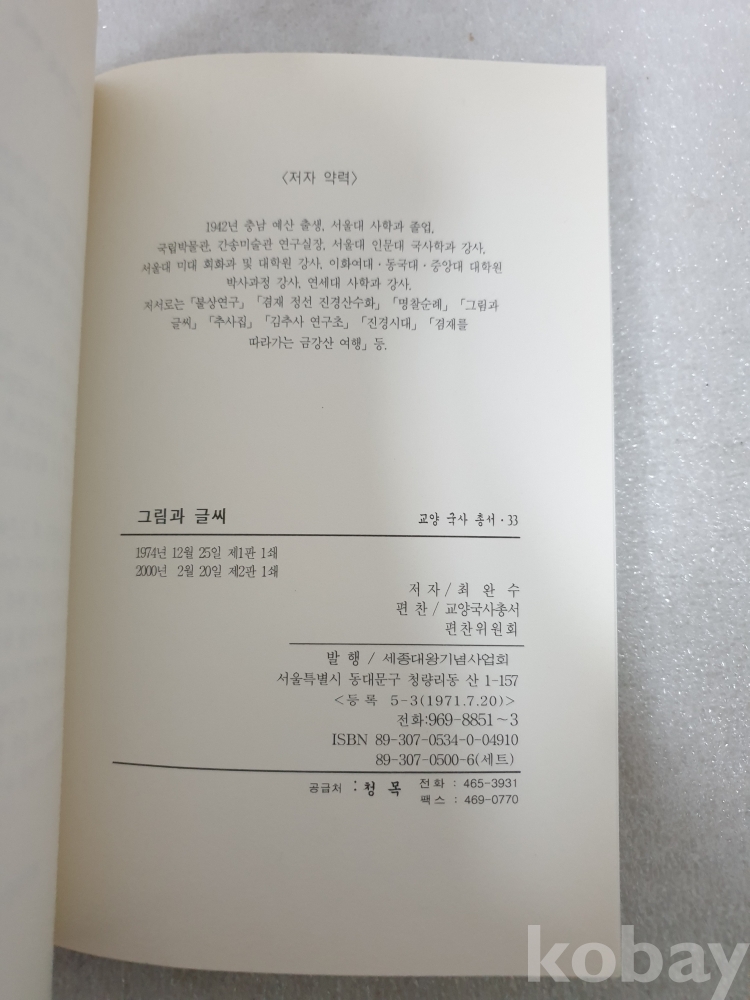 〈저자 약력〉
1942년 충남 예산 출생, 서울대 사학과 졸업,
국립박물관, 간송미술관 연구실장, 서울대 인문대 국사학과 강사,
서울대 미대 회화과 및 대학원 강사, 이화여대·동국대·중앙대 대학원
박사과정 강사, 연세대 사학과 강사.
저서로는 「불상연구」 「겸재 정선 진경산수화」 「명찰순례」 「그림과
글씨」 「추사집」 「김추사 연구초」 「진경시대」 「겸재를
따라가는 금강산 여행」 등.
그림과 글씨 교양 국사 총서·33
1974년 12월 25일 제1판 1쇄
2000년 2월 20일 제2판 1쇄
저 자 / 최 완 수
편 찬 / 교양국사총서
편찬위원회
발 행 / 세종대왕기념사업회
서울특별시 동대문구 청량리동 산 1-157
<등록 5-3(1971.7.20)>
전화:969-8851~3
ISBN 89-307-0534-0-04910
89-307-0500-6(세트)
공급처 : 청 목 전화 : 465-3931
팩스 : 469-0770
kobay